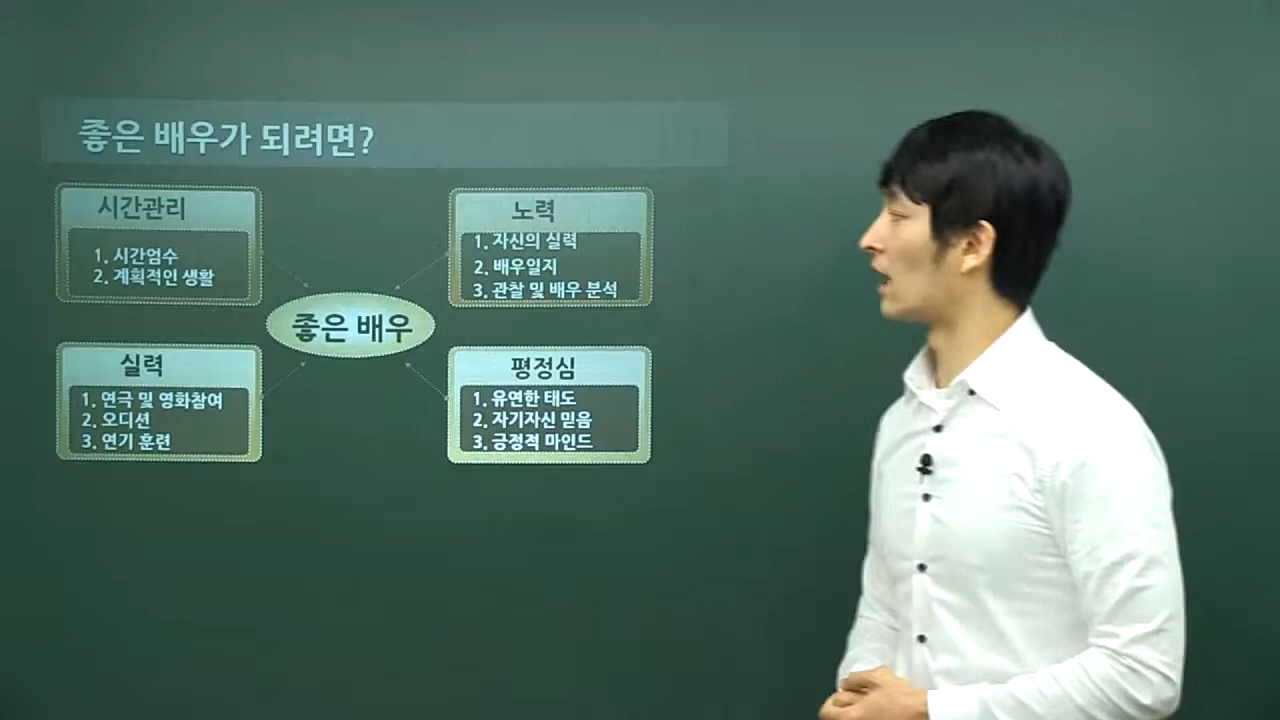 좋은 배우가 되려면?
시간관리
1. 시간엄수
2. 계획적인 생활
노력
1. 자신의 실력
2. 배우일지
3. 관찰 및 배우 분석
좋은 배우
실력
1. 연극 및 영화참여
2. 오디션
3. 연기 훈련
평정심
1. 유연한 태도
2. 자기자신 믿음
3. 긍정적 마인드